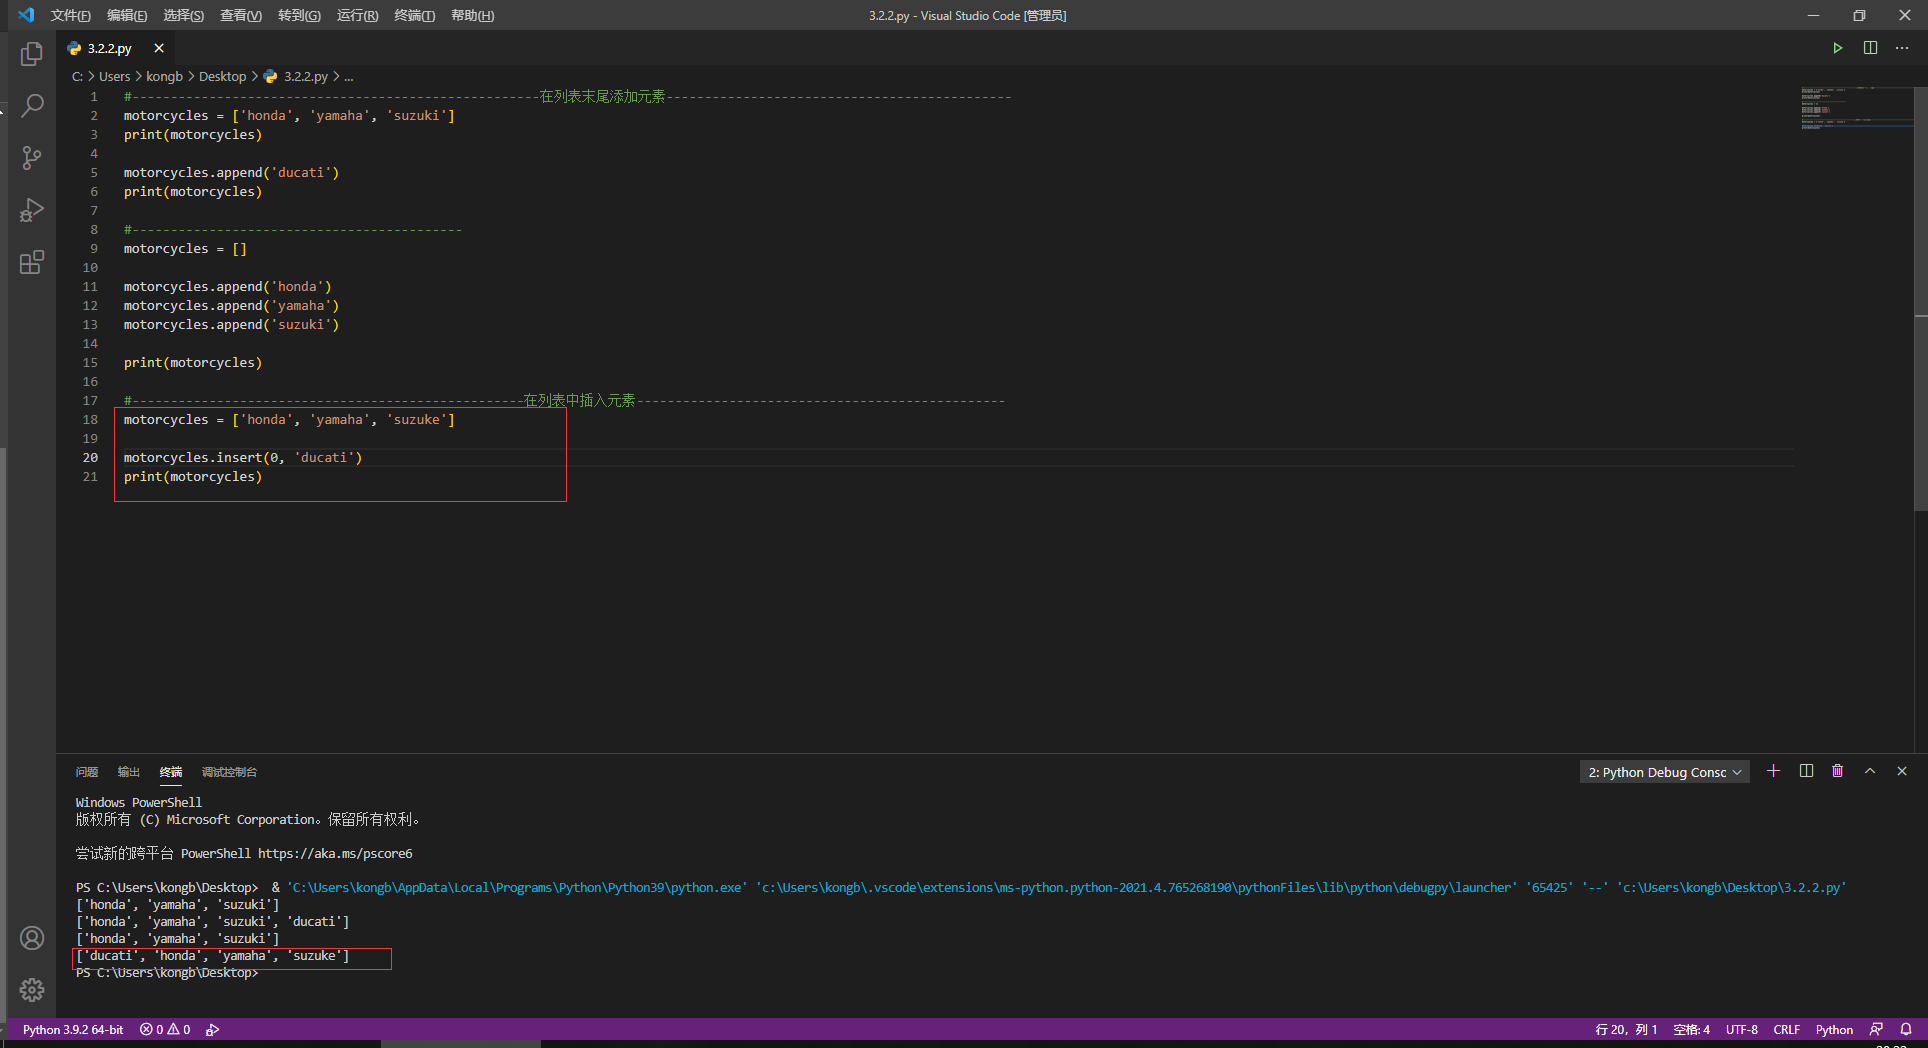 文件(F) 编辑(E) 选择(S) 查看(V) 转到(G) 运行(R) 终端(T) 帮助(H) 3.2.2.py - Visual Studio Code [管理员]
3.2.2.py
C: > Users > kongb > Desktop > 3.2.2.py > ...
1 #-----------------------------------------------------在列表末尾添加元素---------------------------------------------
2 motorcycles = ['honda', 'yamaha', 'suzuki']
3 print(motorcycles)
4
5 motorcycles.append('ducati')
6 print(motorcycles)
7
8 #-------------------------------------------
9 motorcycles = []
10
11 motorcycles.append('honda')
12 motorcycles.append('yamaha')
13 motorcycles.append('suzuki')
14
15 print(motorcycles)
16
17 #---------------------------------------------------在列表中插入元素------------------------------------------------
18 motorcycles = ['honda', 'yamaha', 'suzuke']
19
20 motorcycles.insert(0, 'ducati')
21 print(motorcycles)
问题 输出 终端 调试控制台 2: Python Debug Consc
Windows PowerShell
版权所有 (C) Microsoft Corporation。保留所有权利。
尝试新的跨平台 PowerShell https://aka.ms/pscore6
PS C:\Users\kongb\Desktop>  & 'C:\Users\kongb\AppData\Local\Programs\Python\Python39\python.exe' 'c:\Users\kongb\.vscode\extensions\ms-python.python-2021.4.765268190\pythonFiles\lib\python\debugpy\launcher' '65425' '--' 'c:\Users\kongb\Desktop\3.2.2.py'
['honda', 'yamaha', 'suzuki']
['honda', 'yamaha', 'suzuki', 'ducati']
['honda', 'yamaha', 'suzuki']
['ducati', 'honda', 'yamaha', 'suzuke']
PS C:\Users\kongb\Desktop>
Python 3.9.2 64-bit 0 0 行 20，列 1 空格: 4 UTF-8 CRLF Python